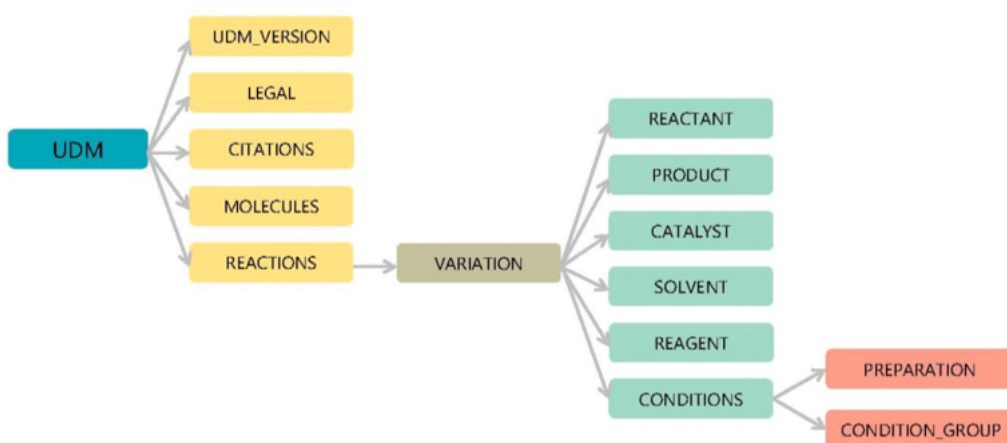 UDM
UDM_VERSION
LEGAL
CITATIONS
MOLECULES
REACTIONS
VARIATION
REACTANT
PRODUCT
CATALYST
SOLVENT
REAGENT
CONDITIONS
PREPARATION
CONDITION_GROUP